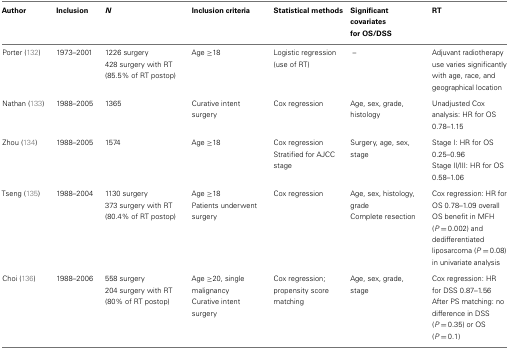 Author Inclusion N Inclusion criteria Statistical methods Significant covariates for OS/DSS RT
Porter (132) 1973–2001 1226 surgery Age ≥18 Logistic regression – Adjuvant radiotherapy
428 surgery with RT (use of RT) use varies significantly
(85.5% of RT postop) with age, race, and
geographical location
Nathan (133) 1988–2005 1365 Curative intent Cox regression Age, sex, grade, Unadjusted Cox
surgery histology analysis: HR for OS
0.78–1.15
Zhou (134) 1988–2005 1574 Age ≥18 Cox regression Surgery, age, sex, Stage I: HR for OS
Stratified for AJCC stage 0.25–0.96
stage Stage II/III: HR for OS
0.58–1.06
Tseng (135) 1988–2004 1130 surgery Age ≥18 Cox regression Age, sex, histology, Cox regression: HR for
373 surgery with RT Patients underwent grade OS 0.78–1.09 overall
(80.4% of RT postop) surgery Complete resection OS benefit in MFH
(P = 0.002) and
dedifferentiated
liposarcoma (P = 0.08)
in univariate analysis
Choi (136) 1988–2006 558 surgery Age ≥20, single Cox regression; Age, sex, grade, Cox regression: HR
204 surgery with RT malignancy propensity score stage for DSS 0.87–1.56
(80% of RT postop) Curative intent matching After PS matching: no
surgery difference in DSS
(P = 0.35) or OS
(P = 0.1)